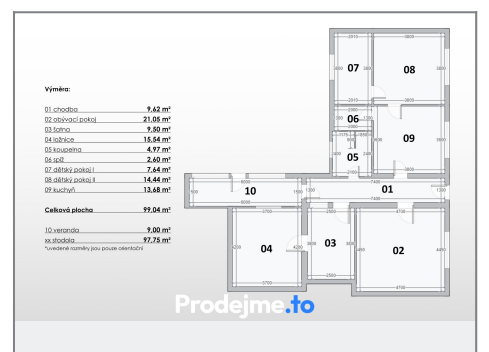 Výměra:
01 chodba 9,62 m²
02 obývací pokoj 21,05 m²
03 šatna 9,50 m²
04 ložnice 15,54 m²
05 koupelna 4,97 m²
06 spíž 2,60 m²
07 dětský pokoj I 7,64 m²
08 dětský pokoj II 14,44 m²
09 kuchyň 13,68 m²
Celková plocha 99,04 m²
10 veranda 9,00 m²
xx stodola 97,75 m²
*uvedené rozměry jsou pouze orientační
07
08
06
09
05
10
01
04
03
02
Prodejme.to